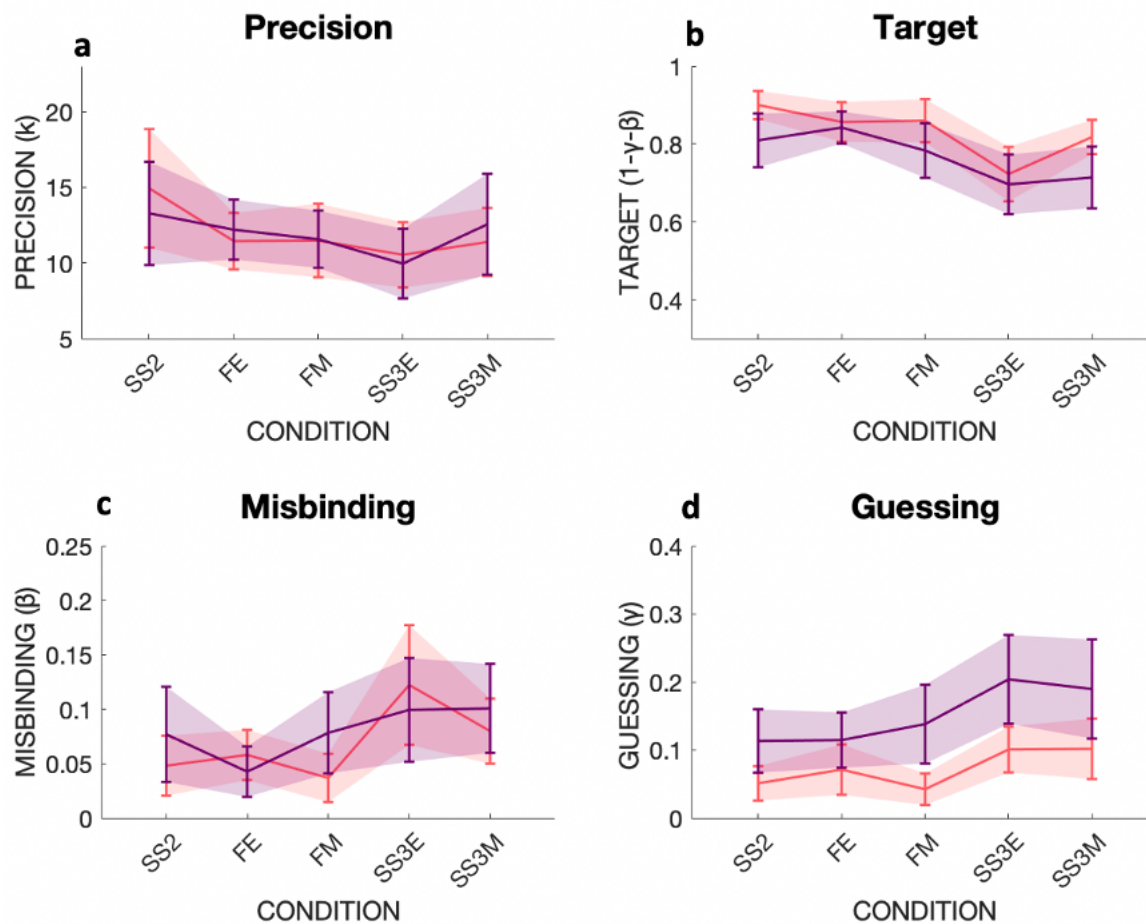 a
Precision
20
15
10
5
PRECISION (k)
SS2
FE
FM
SS3E
SS3M
CONDITION
b
Target
1
0.8
0.6
0.4
TARGET (1-γ-β)
SS2
FE
FM
SS3E
SS3M
CONDITION
c
Misbinding
0.25
0.2
0.15
0.1
0.05
0
MISBINDING (β)
SS2
FE
FM
SS3E
SS3M
CONDITION
d
Guessing
0.4
0.3
0.2
0.1
0
GUESSING (γ)
SS2
FE
FM
SS3E
SS3M
CONDITION